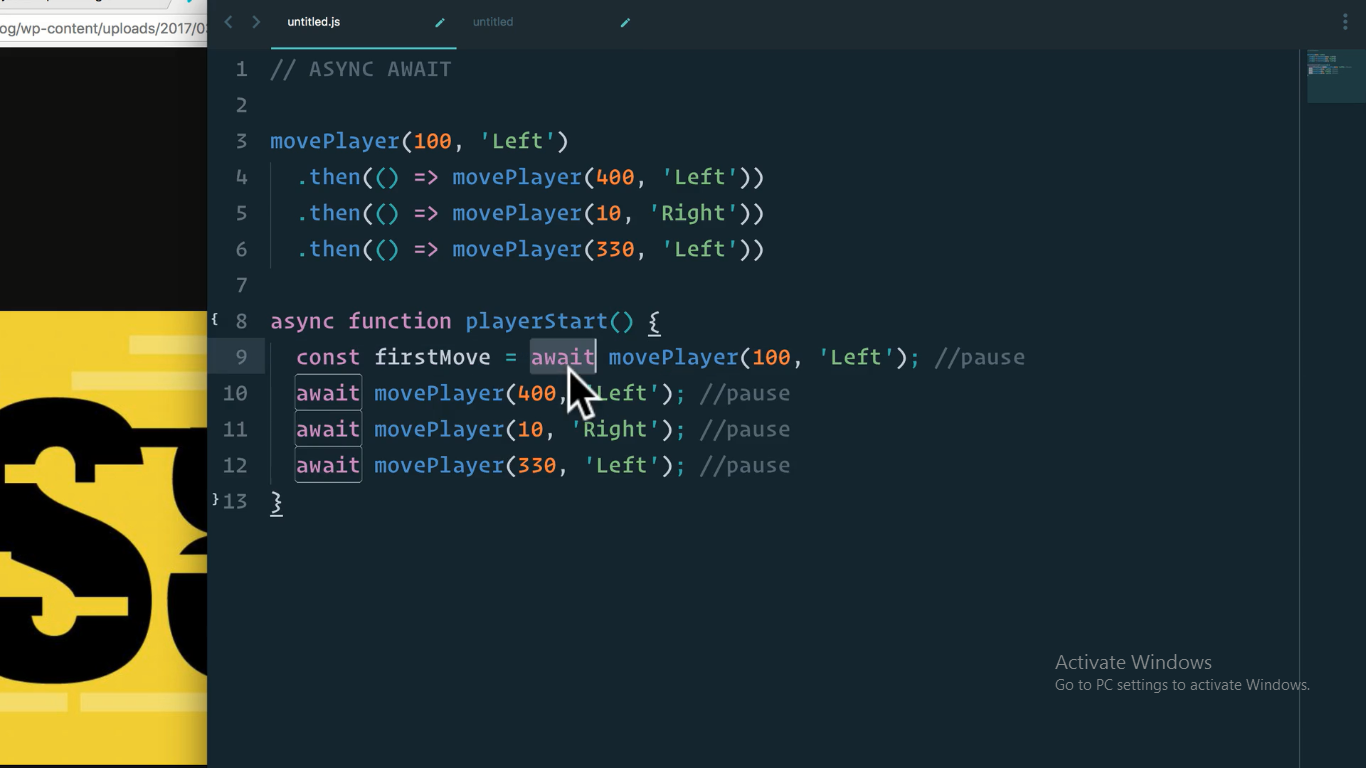 og/wp-content/uploads/2017/03
untitled.js
untitled
1 // ASYNC AWAIT
2
3 movePlayer(100, 'Left')
4 .then(() => movePlayer(400, 'Left'))
5 .then(() => movePlayer(10, 'Right'))
6 .then(() => movePlayer(330, 'Left'))
7
{ 8 async function playerStart() {
9 const firstMove = await movePlayer(100, 'Left'); //pause
10 await movePlayer(400, 'Left'); //pause
11 await movePlayer(10, 'Right'); //pause
12 await movePlayer(330, 'Left'); //pause
} 13 }
Activate Windows
Go to PC settings to activate Windows.